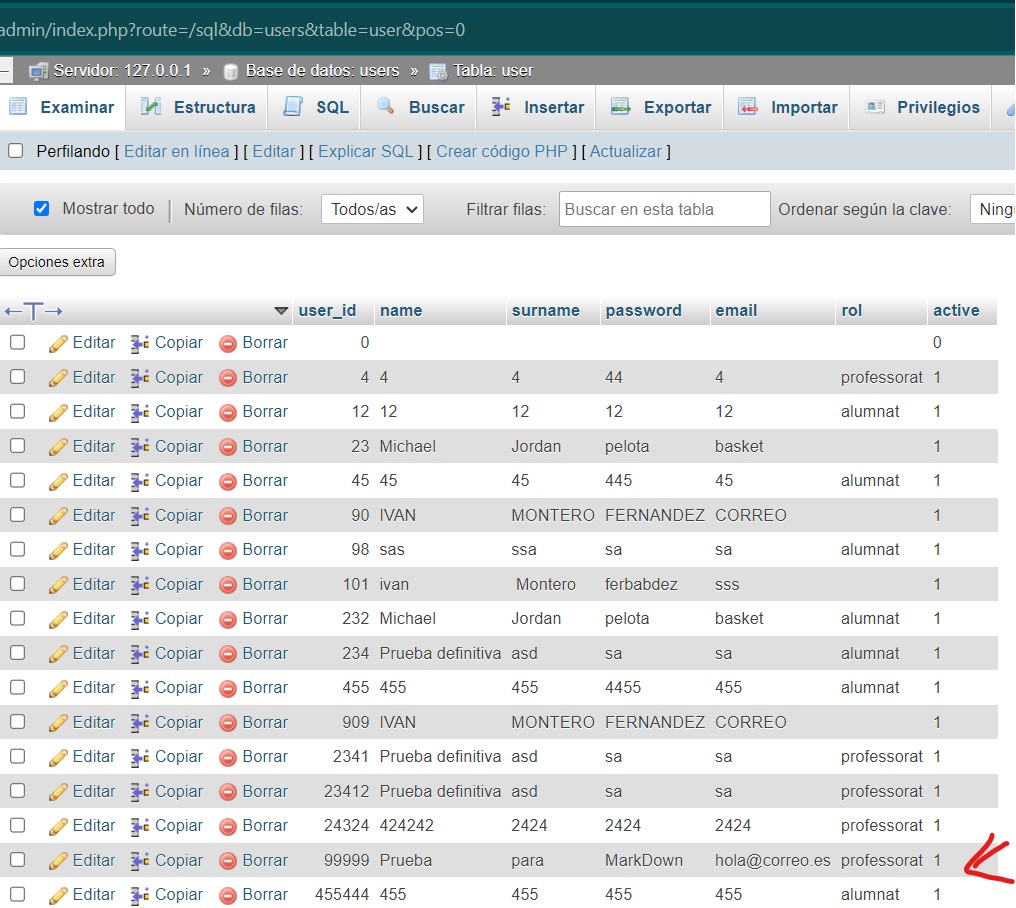 admin/index.php?route=/sql&db=users&table=user&pos=0
Servidor: 127.0.0.1 » Base de datos: users » Tabla: user
Examinar Estructura SQL Buscar Insertar Exportar Importar Privilegios
Perfilando [ Editar en línea ] [ Editar ] [ Explicar SQL ] [ Crear código PHP ] [ Actualizar ]
Mostrar todo Número de filas: Todos/as Filtrar filas: Buscar en esta tabla Ordenar según la clave:
Opciones extra
user_id name surname password email rol active
Editar Copiar Borrar 0 0
Editar Copiar Borrar 4 4 4 44 4 professorat 1
Editar Copiar Borrar 12 12 12 12 12 alumnat 1
Editar Copiar Borrar 23 Michael Jordan pelota basket 1
Editar Copiar Borrar 45 45 45 445 45 alumnat 1
Editar Copiar Borrar 90 IVAN MONTERO FERNANDEZ CORREO 1
Editar Copiar Borrar 98 sas ssa sa sa alumnat 1
Editar Copiar Borrar 101 ivan Montero ferbabdez sss 1
Editar Copiar Borrar 232 Michael Jordan pelota basket alumnat 1
Editar Copiar Borrar 234 Prueba definitiva asd sa sa alumnat 1
Editar Copiar Borrar 455 455 455 4455 455 alumnat 1
Editar Copiar Borrar 909 IVAN MONTERO FERNANDEZ CORREO 1
Editar Copiar Borrar 2341 Prueba definitiva asd sa sa professorat 1
Editar Copiar Borrar 23412 Prueba definitiva asd sa sa professorat 1
Editar Copiar Borrar 24324 424242 2424 2424 2424 professorat 1
Editar Copiar Borrar 99999 Prueba para MarkDown hola@correo.es professorat 1
Editar Copiar Borrar 455444 455 455 455 455 alumnat 1